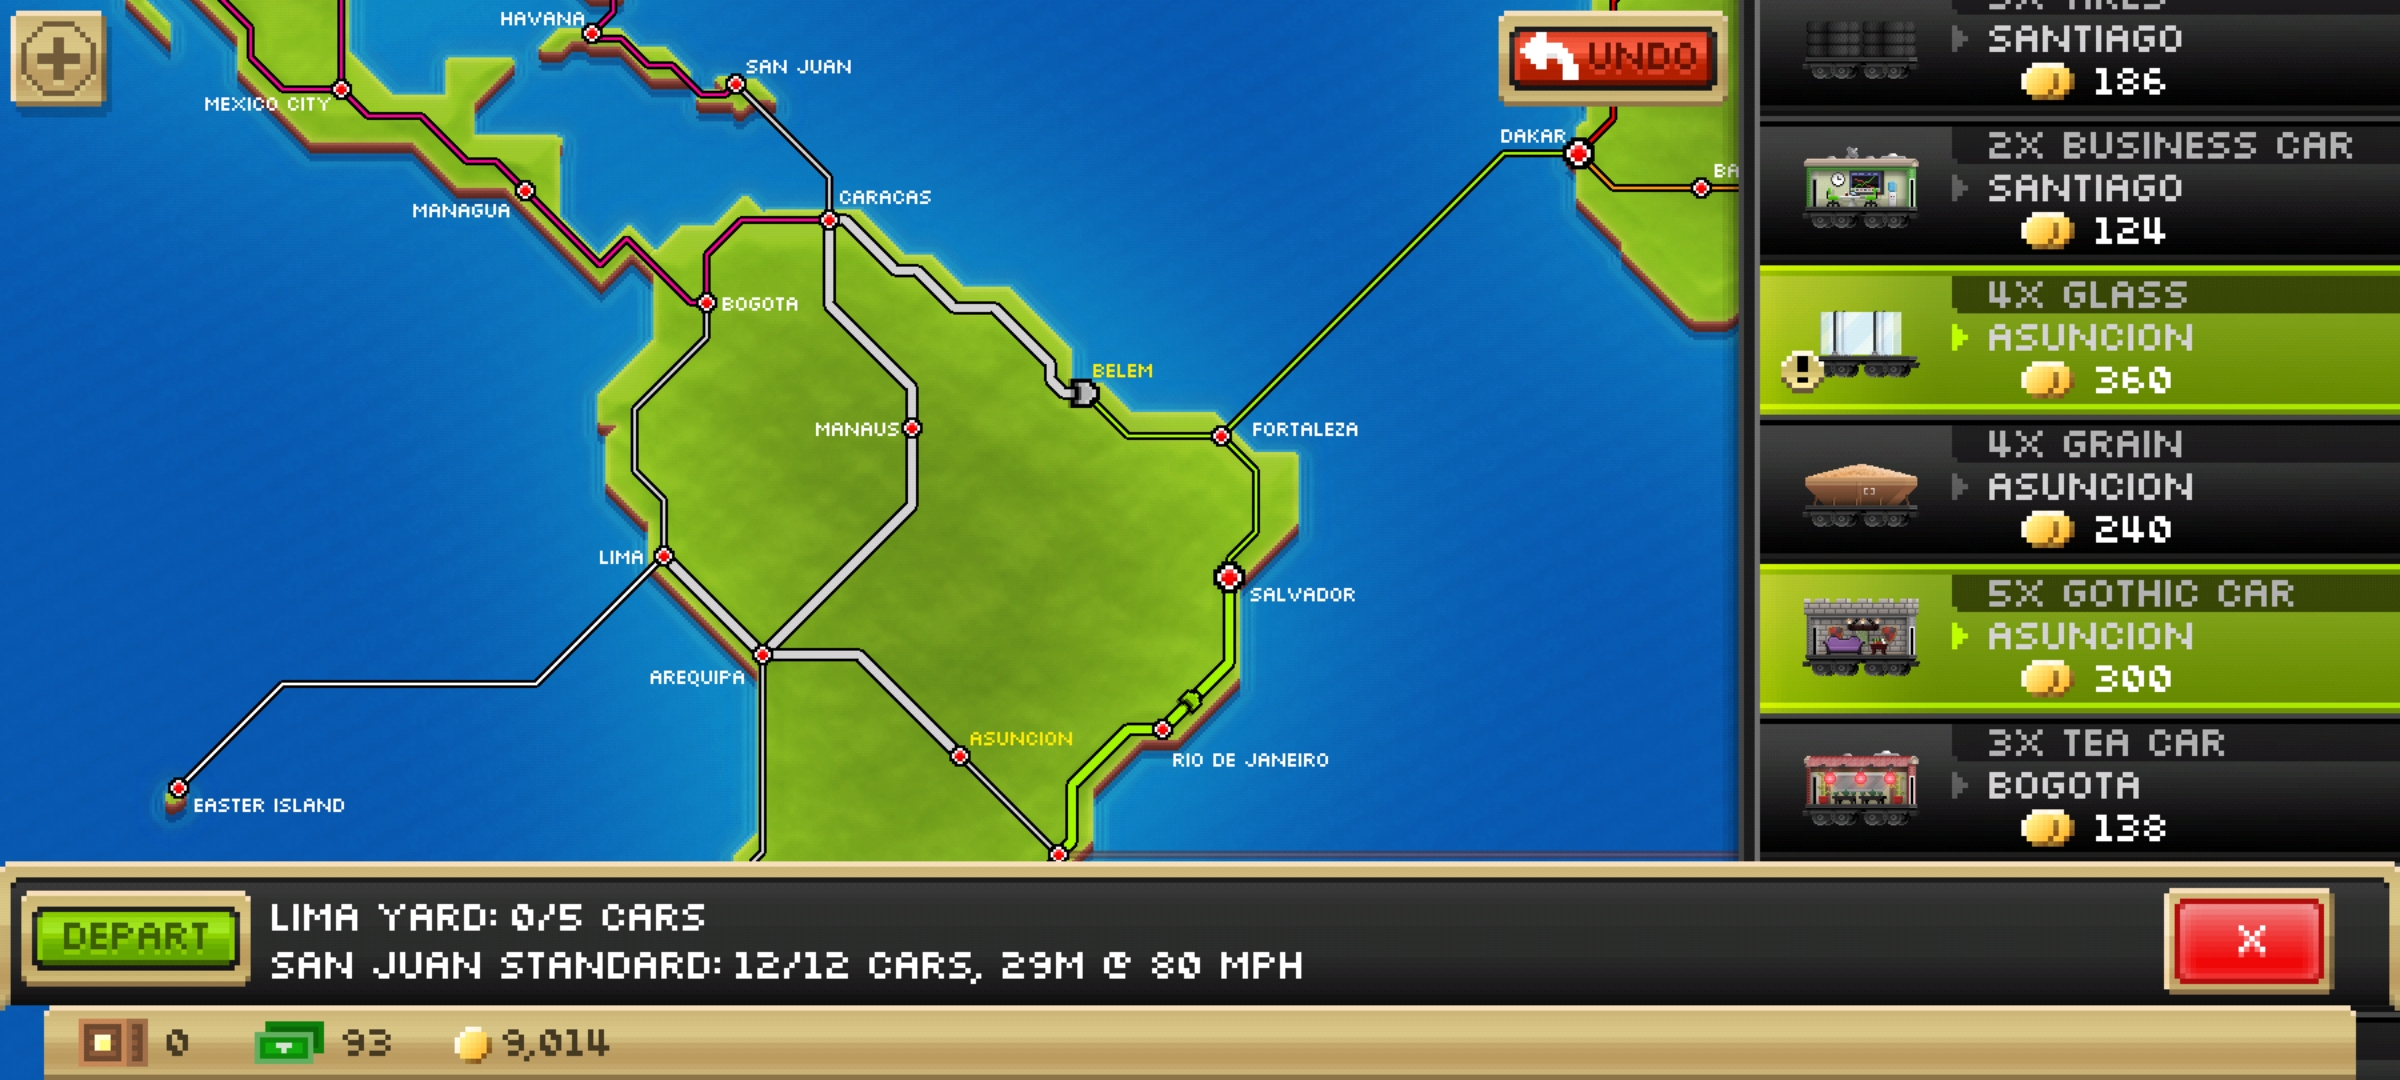 HAVANA
SAN JUAN
MEXICO CITY
MANAGUA
CARACAS
BOGOTA
DAKAR
BA
BELEM
MANAUS
FORTALEZA
LIMA
SALVADOR
AREQUIPA
ASUNCION
RIO DE JANEIRO
EASTER ISLAND
UNDO
3X TIRES
SANTIAGO
186
2X BUSINESS CAR
SANTIAGO
124
4X GLASS
ASUNCION
360
4X GRAIN
ASUNCION
240
5X GOTHIC CAR
ASUNCION
300
3X TEA CAR
BOGOTA
138
DEPART
LIMA YARD: 0/5 CARS
SAN JUAN STANDARD: 12/12 CARS, 29M @ 80 MPH
X
0
93
9,014